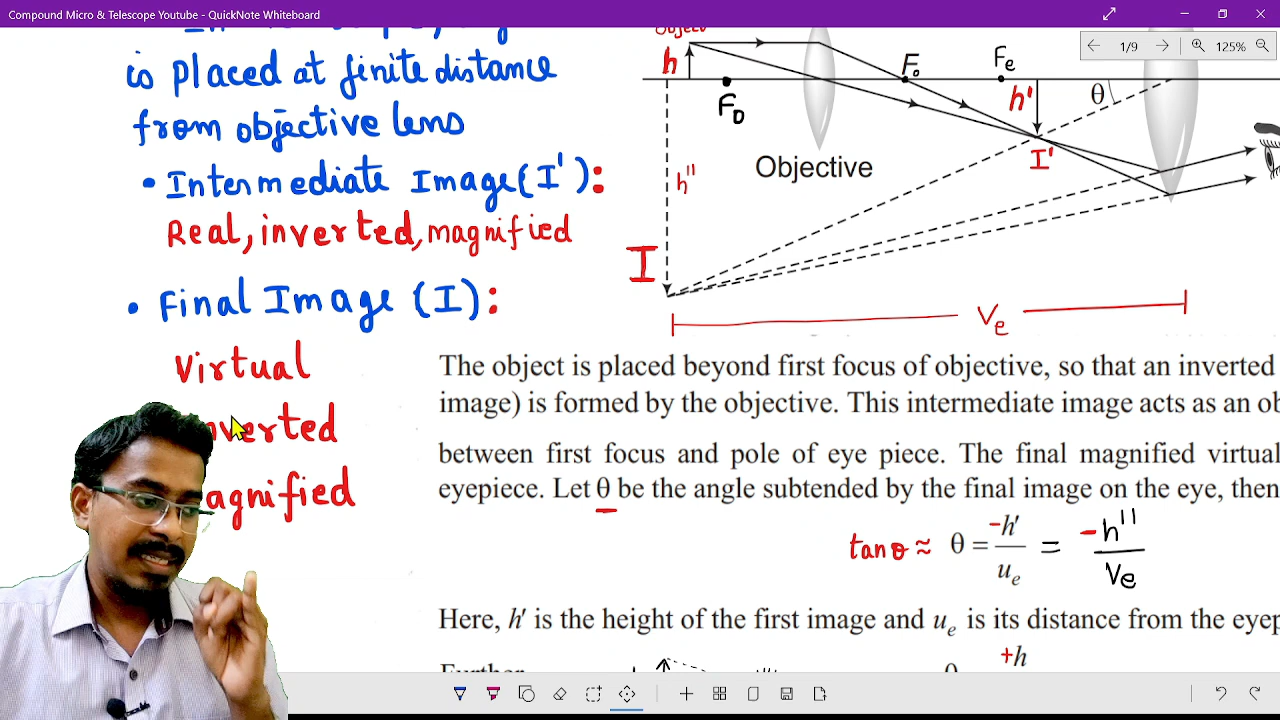 Compound Micro & Telescope Youtube - QuickNote Whiteboard
1/9
125%
is placed at finite distance
from objective lens
• Intermediate Image(I'):
Real, inverted, magnified
• Final Image (I):
Virtual
nverted
agnified
Object
h
F₀
Fₑ
F₀
h'
θ
Objective
I'
h''
I
vₑ
The object is placed beyond first focus of objective, so that an inverted
image) is formed by the objective. This intermediate image acts as an ob
between first focus and pole of eye piece. The final magnified virtual
eyepiece. Let θ be the angle subtended by the final image on the eye, then
tanθ ≈ θ = -h'/uₑ = -h''/vₑ
Here, h' is the height of the first image and uₑ is its distance from the eyep
Further
θ
+h